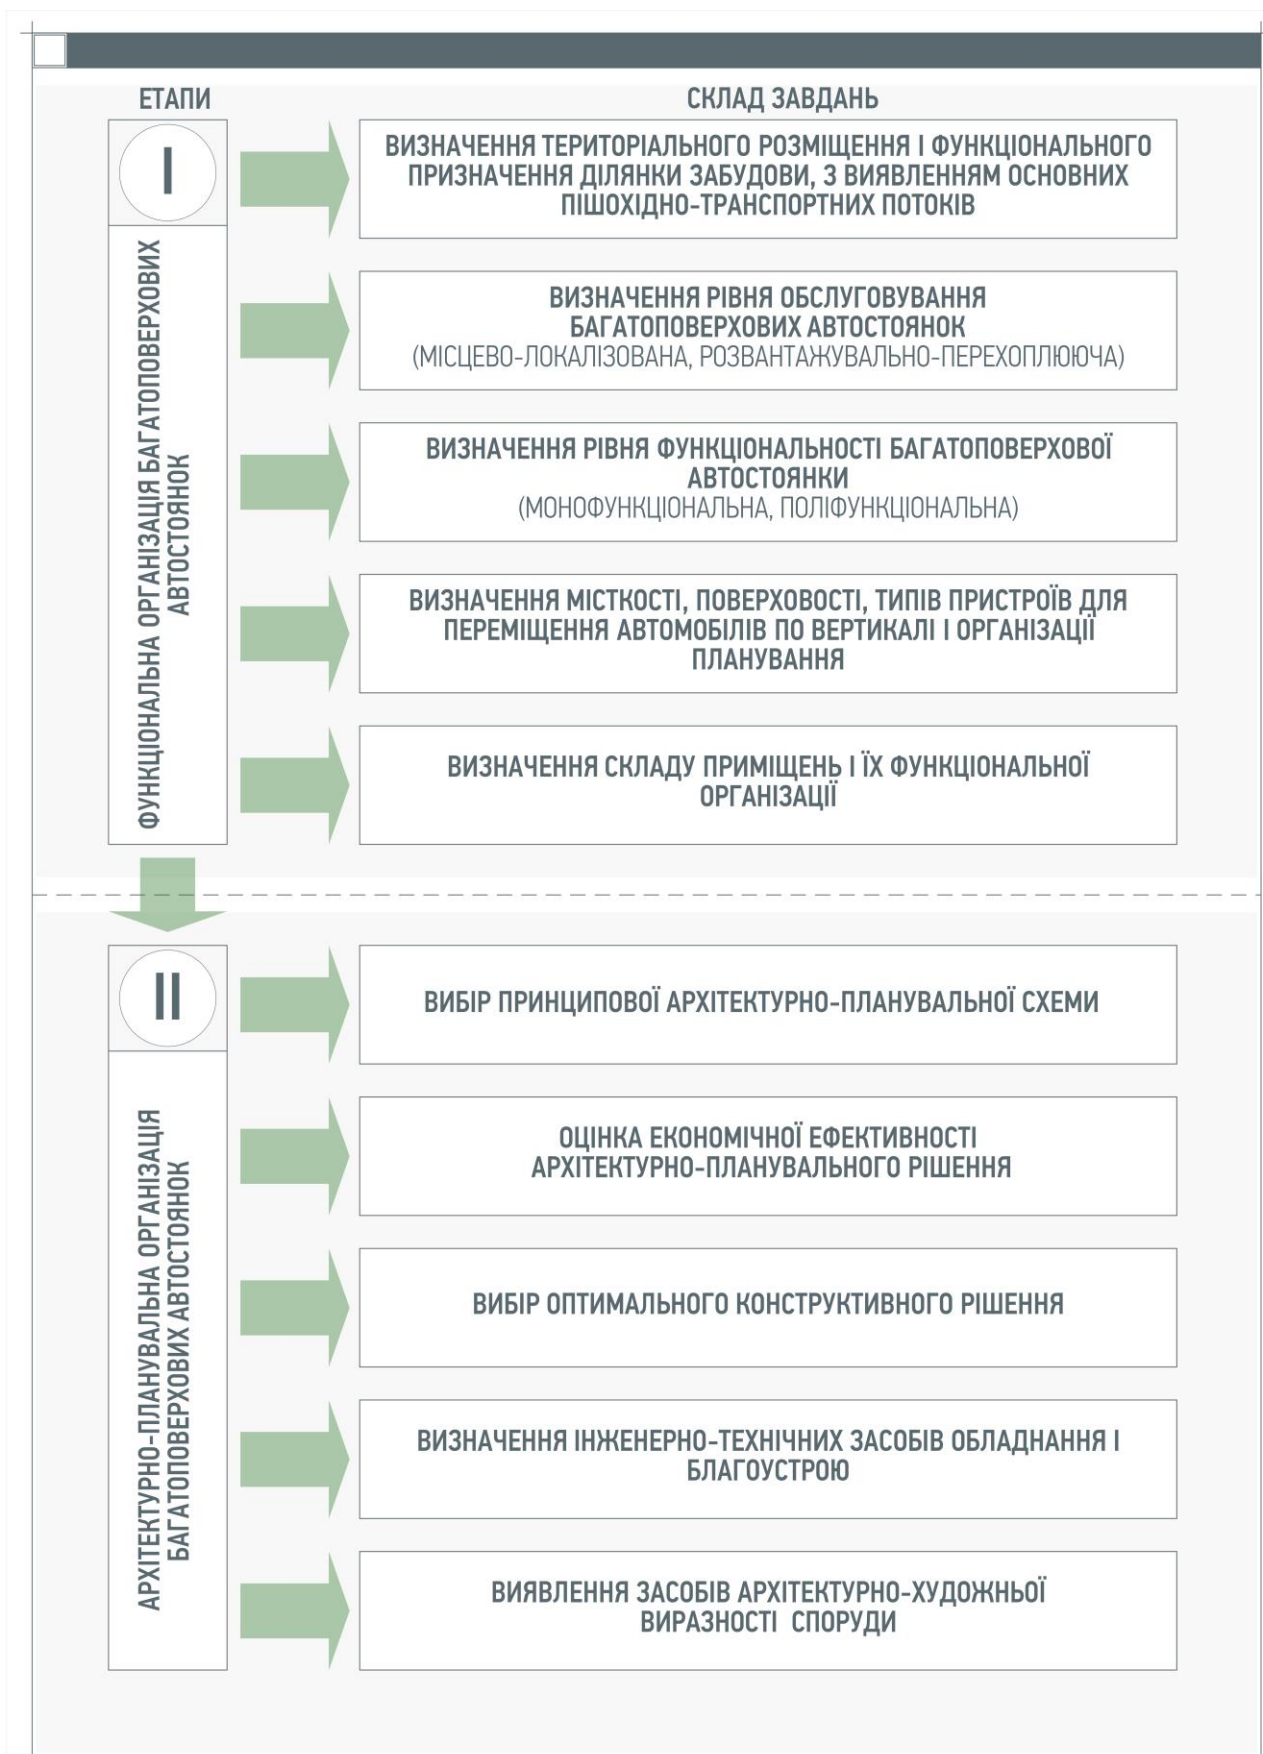 ЕТАПИ
СКЛАД ЗАВДАНЬ
I
ФУНКЦІОНАЛЬНА ОРГАНІЗАЦІЯ БАГАТОПОВЕРХОВИХ
АВТОСТОЯНОК
ВИЗНАЧЕННЯ ТЕРИТОРІАЛЬНОГО РОЗМІЩЕННЯ І ФУНКЦІОНАЛЬНОГО
ПРИЗНАЧЕННЯ ДІЛЯНКИ ЗАБУДОВИ, З ВИЯВЛЕННЯМ ОСНОВНИХ
ПІШОХІДНО-ТРАНСПОРТНИХ ПОТОКІВ
ВИЗНАЧЕННЯ РІВНЯ ОБСЛУГОВУВАННЯ
БАГАТОПОВЕРХОВИХ АВТОСТОЯНОК
(МІСЦЕВО-ЛОКАЛІЗОВАНА, РОЗВАНТАЖУВАЛЬНО-ПЕРЕХОПЛЮЮЧА)
ВИЗНАЧЕННЯ РІВНЯ ФУНКЦІОНАЛЬНОСТІ БАГАТОПОВЕРХОВОЇ
АВТОСТОЯНКИ
(МОНОФУНКЦІОНАЛЬНА, ПОЛІФУНКЦІОНАЛЬНА)
ВИЗНАЧЕННЯ МІСТКОСТІ, ПОВЕРХОВОСТІ, ТИПІВ ПРИСТРОЇВ ДЛЯ
ПЕРЕМІЩЕННЯ АВТОМОБІЛІВ ПО ВЕРТИКАЛІ І ОРГАНІЗАЦІЇ
ПЛАНУВАННЯ
ВИЗНАЧЕННЯ СКЛАДУ ПРИМІЩЕНЬ І ЇХ ФУНКЦІОНАЛЬНОЇ
ОРГАНІЗАЦІЇ
II
АРХІТЕКТУРНО-ПЛАНУВАЛЬНА ОРГАНІЗАЦІЯ
БАГАТОПОВЕРХОВИХ АВТОСТОЯНОК
ВИБІР ПРИНЦИПОВОЇ АРХІТЕКТУРНО-ПЛАНУВАЛЬНОЇ СХЕМИ
ОЦІНКА ЕКОНОМІЧНОЇ ЕФЕКТИВНОСТІ
АРХІТЕКТУРНО-ПЛАНУВАЛЬНОГО РІШЕННЯ
ВИБІР ОПТИМАЛЬНОГО КОНСТРУКТИВНОГО РІШЕННЯ
ВИЗНАЧЕННЯ ІНЖЕНЕРНО-ТЕХНІЧНИХ ЗАСОБІВ ОБЛАДНАННЯ І
БЛАГОУСТРОЮ
ВИЯВЛЕННЯ ЗАСОБІВ АРХІТЕКТУРНО-ХУДОЖНЬОЇ
ВИРАЗНОСТІ СПОРУДИ